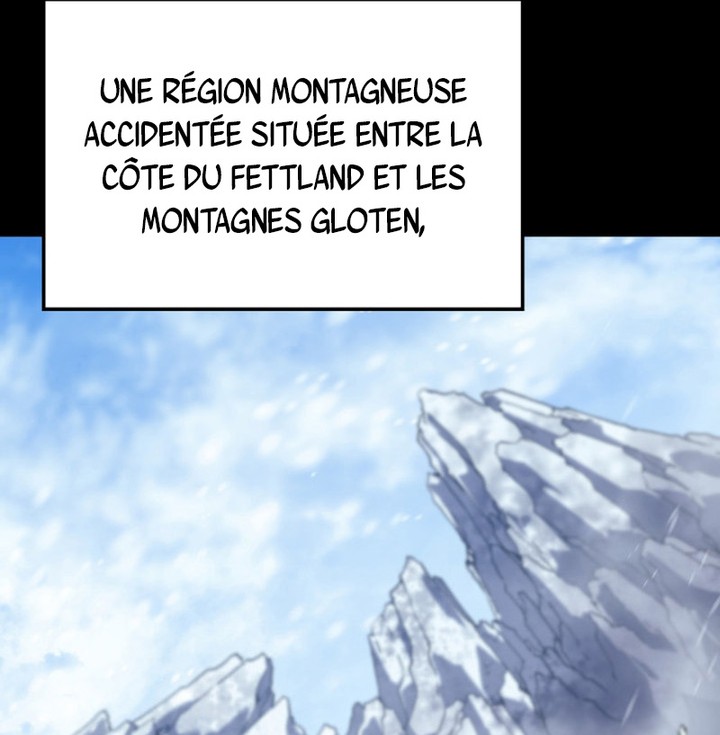 UNE RÉGION MONTAGNEUSE
ACCIDENTÉE SITUÉE ENTRE LA
CÔTE DU FETTLAND ET LES
MONTAGNES GLOTEN,